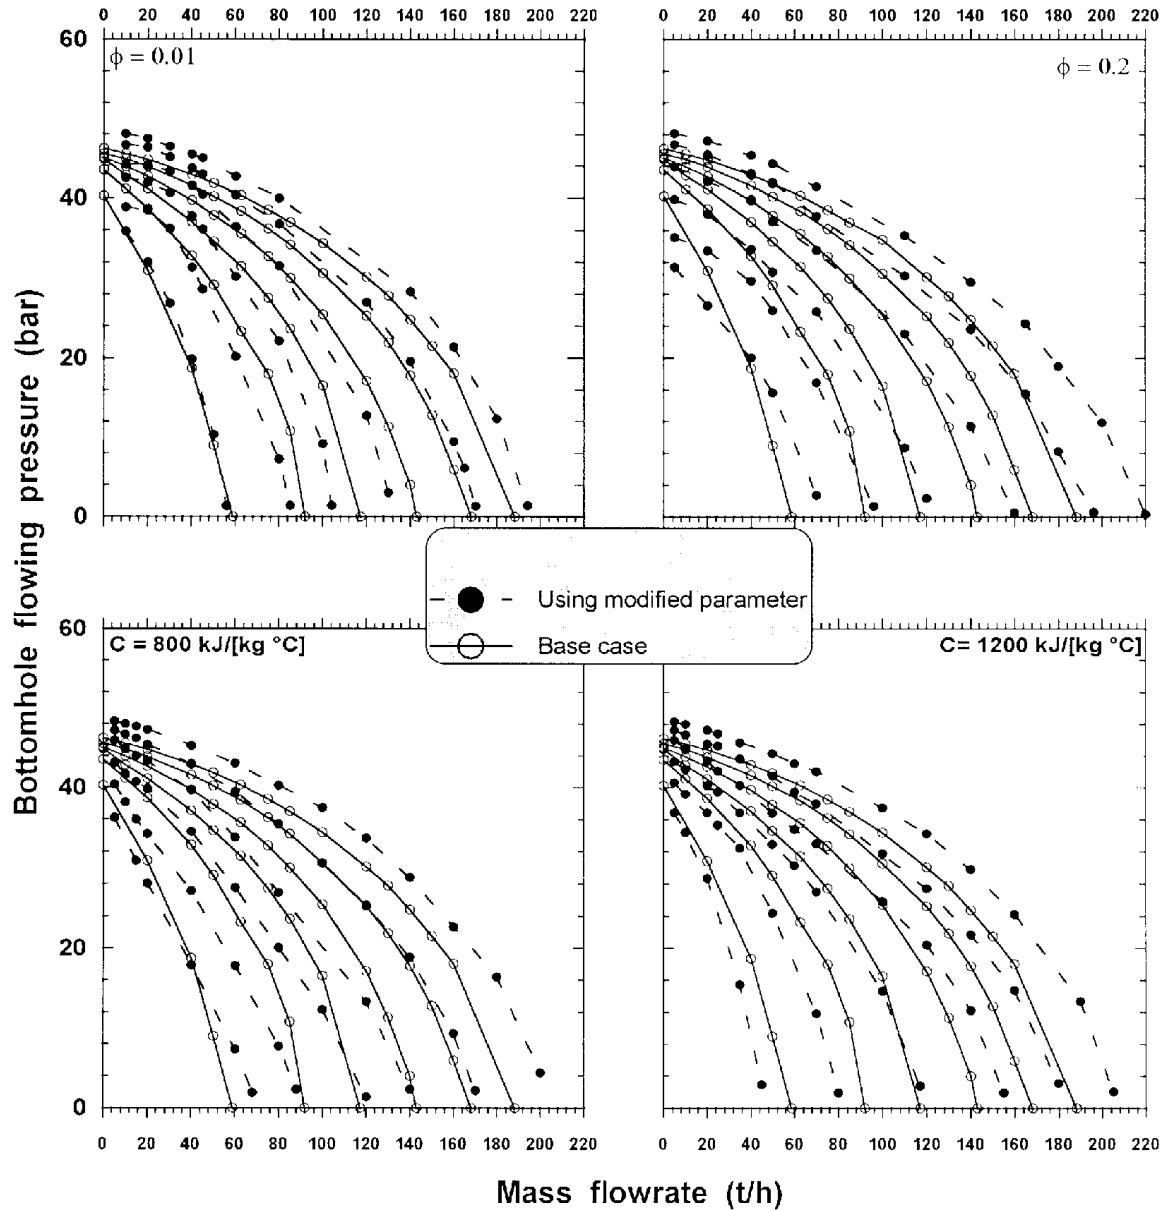 0 20 40 60 80 100 120 140 160 180 200 220
0 20 40 60 80 100 120 140 160 180 200 220
60
40
20
0
ϕ = 0.01
ϕ = 0.2
Bottomhole flowing pressure (bar)
Using modified parameter
Base case
60
40
20
0
C = 800 kJ/[kg °C]
C= 1200 kJ/[kg °C]
0 20 40 60 80 100 120 140 160 180 200 220
0 20 40 60 80 100 120 140 160 180 200 220
Mass flowrate (t/h)